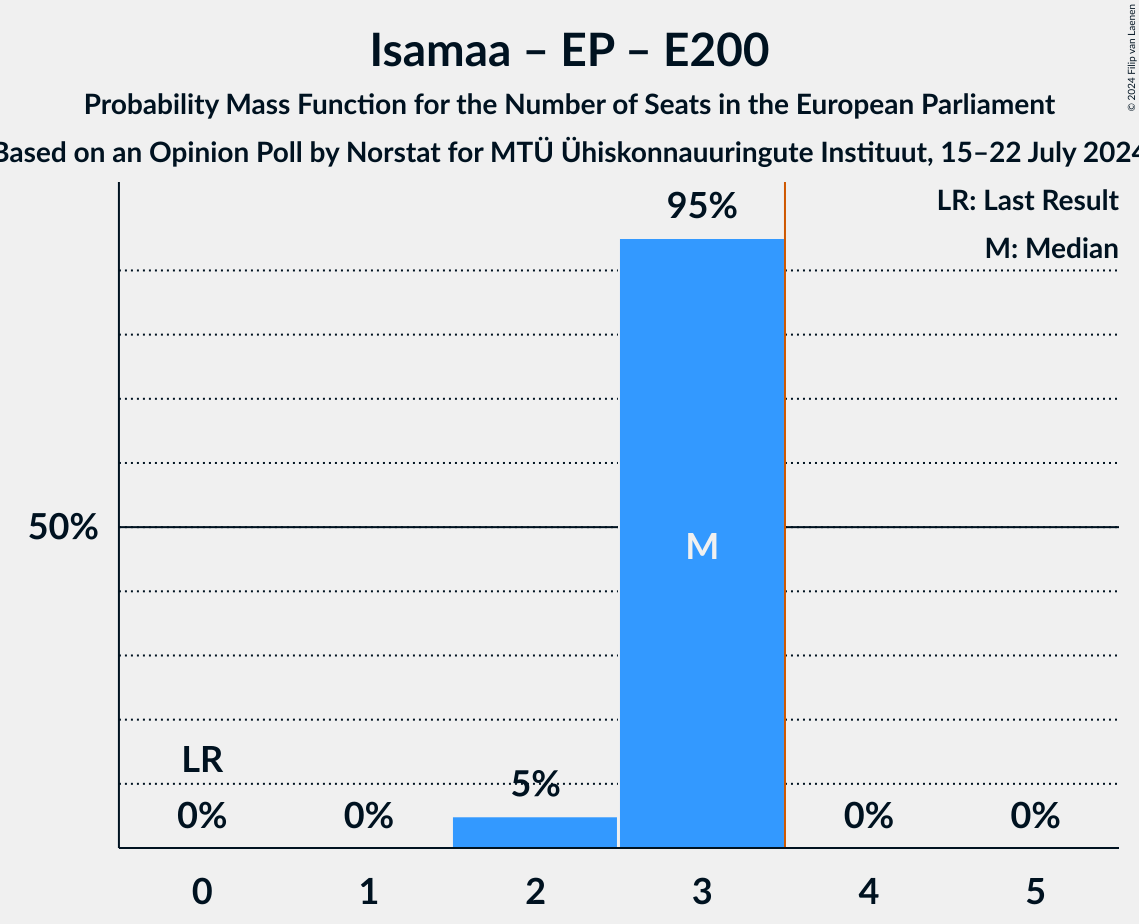 Isamaa – EP – E200
Probability Mass Function for the Number of Seats in the European Parliament
Based on an Opinion Poll by Norstat for MTÜ Ühiskonnauuringute Instituut, 15–22 July 2024
© 2024 Filip van Laenen
LR: Last Result
M: Median
95%
50%
M
LR
5%
0%
0%
0%
0%
0
1
2
3
4
5